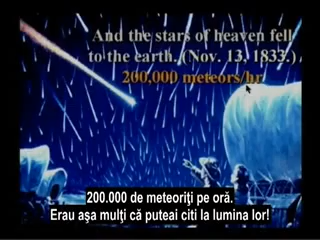 And the stars of heaven fell
to the earth. (Nov. 13, 1833.)
200,000 meteors/hr
200.000 de meteoriţi pe oră.
Erau aşa mulţi că puteai citi la lumina lor!